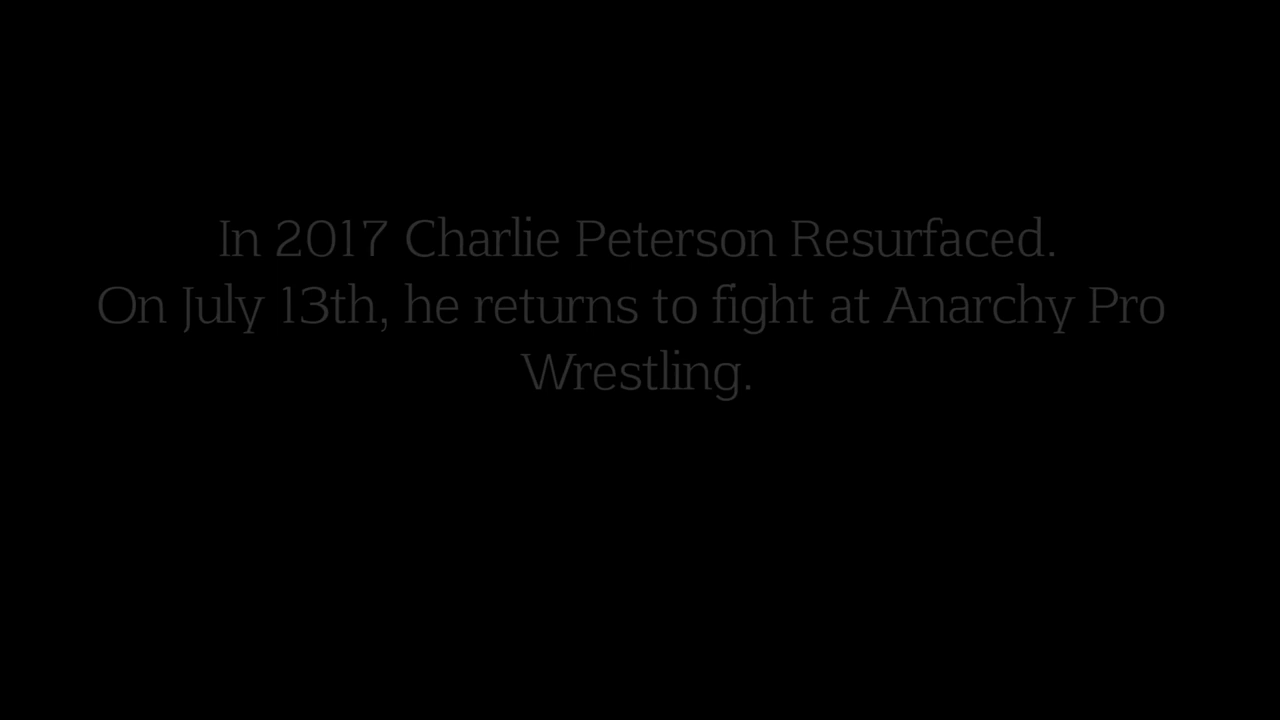 In 2017 Charlie Peterson Resurfaced.
On July 13th, he returns to fight at Anarchy Pro
Wrestling.